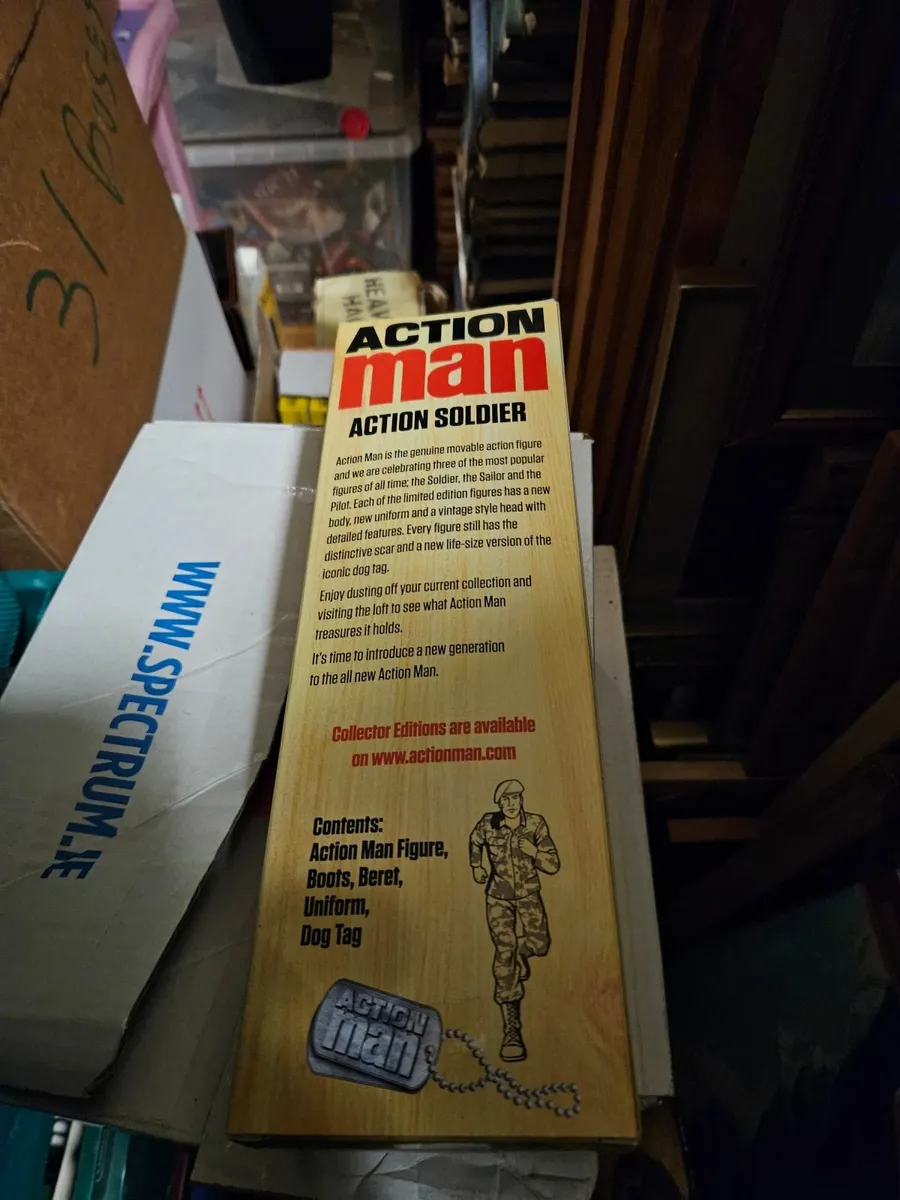 31 Buses
HEAV
HA
ACTION
man
ACTION SOLDIER
Action Man is the genuine movable action figure
and we are celebrating three of the most popular
figures of all time; the Soldier, the Sailor and the
Pilot. Each of the limited edition figures has a new
body, new uniform and a vintage style head with
detailed features. Every figure still has the
distinctive scar and a new life-size version of the
iconic dog tag.
Enjoy dusting off your current collection and
visiting the loft to see what Action Man
treasures it holds.
It's time to introduce a new generation
to the all new Action Man.
Collector Editions are available
on www.actionman.com
Contents:
Action Man Figure,
Boots, Beret,
Uniform,
Dog Tag
ACTION
man
WWW.SPECTRUM.IE